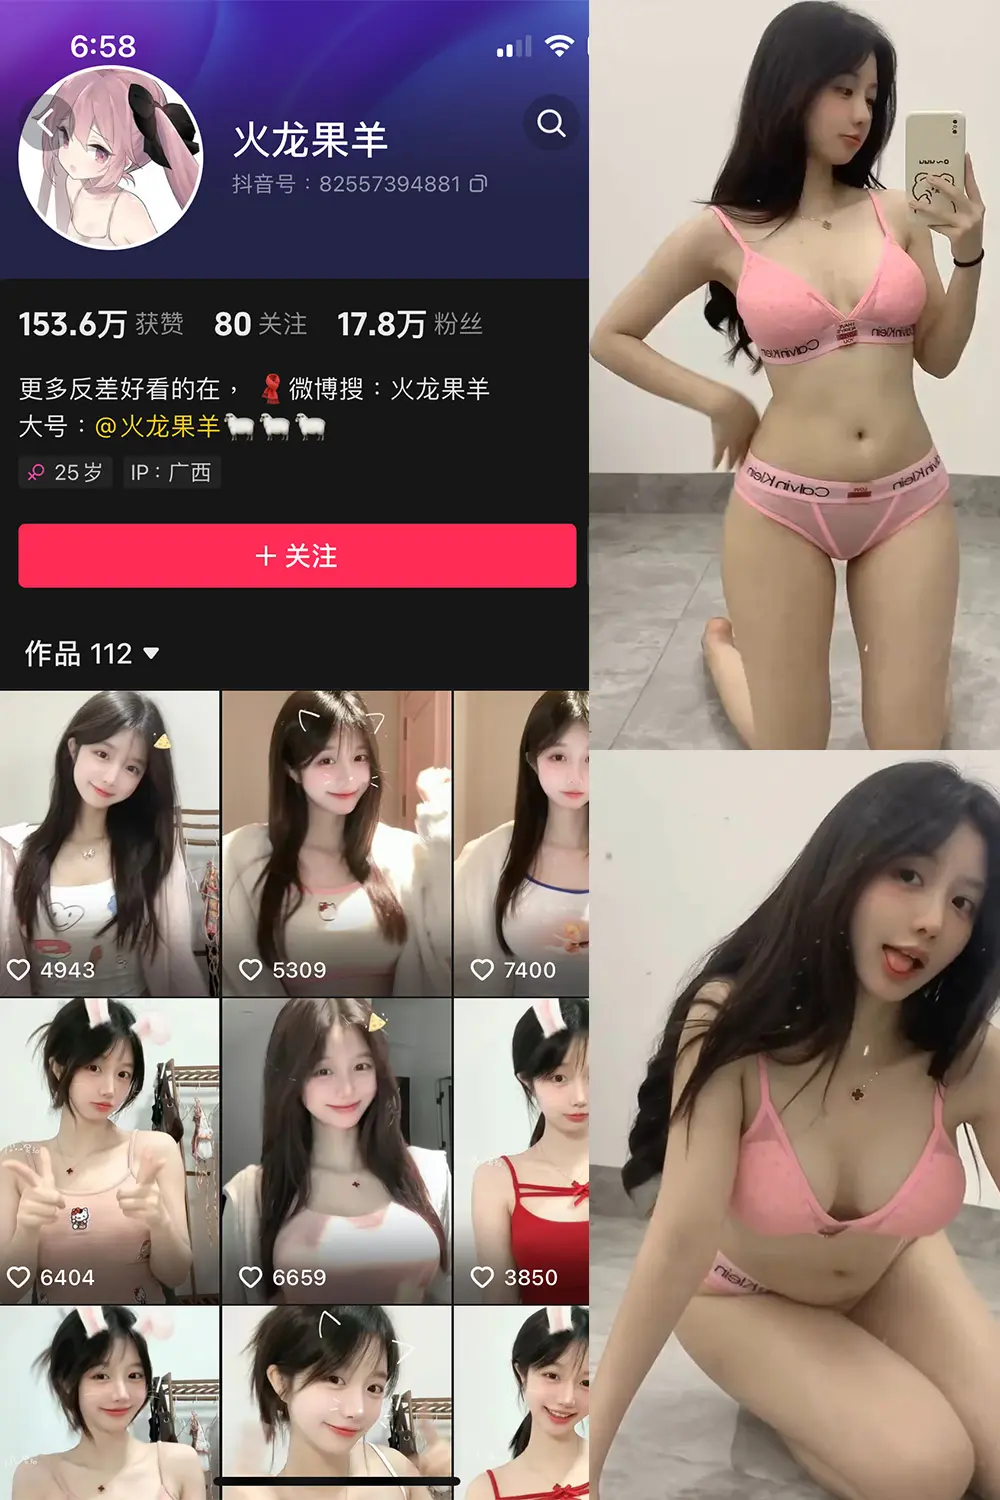 6:58
火龙果羊
抖音号：82557394881
153.6万 获赞 80 关注 17.8万 粉丝
更多反差好看的在， 🧣微博搜：火龙果羊
大号：@火龙果羊🐑🐑🐑
25岁 IP：广西
＋ 关注
作品 112
4943
5309
7400
6404
6659
3850
Calvin Klein
Calvin Klein
Calvin Klein
Calvin Klein